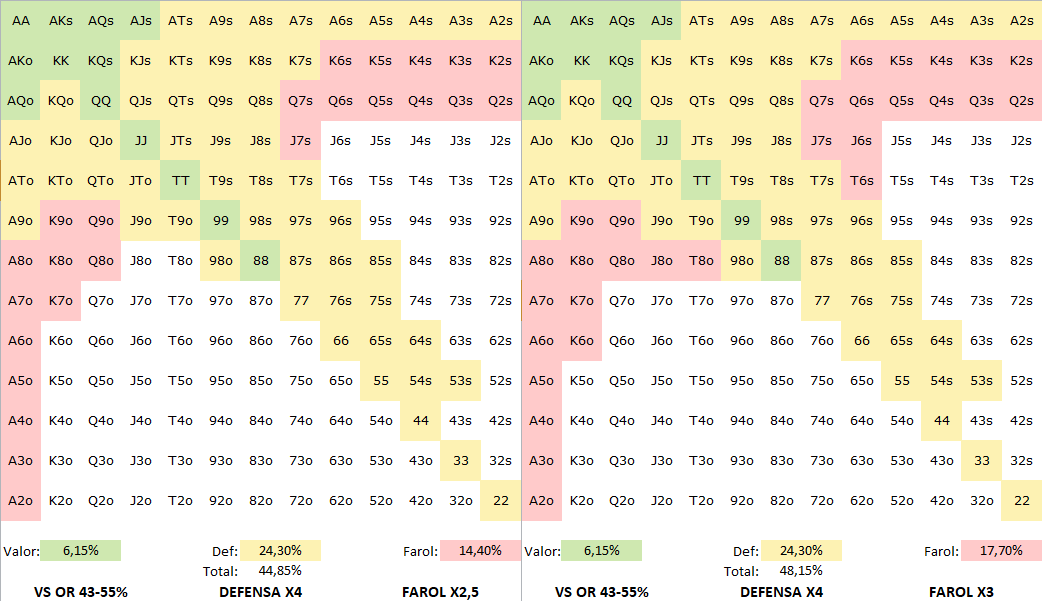 AA AKs AQs AJs ATs A9s A8s A7s A6s A5s A4s A3s A2s AA AKs AQs AJs ATs A9s A8s A7s A6s A5s A4s A3s A2s
AKo KK KQs KJs KTs K9s K8s K7s K6s K5s K4s K3s K2s AKo KK KQs KJs KTs K9s K8s K7s K6s K5s K4s K3s K2s
AQo KQo QQ QJs QTs Q9s Q8s Q7s Q6s Q5s Q4s Q3s Q2s AQo KQo QQ QJs QTs Q9s Q8s Q7s Q6s Q5s Q4s Q3s Q2s
AJo KJo QJo JJ JTs J9s J8s J7s J6s J5s J4s J3s J2s AJo KJo QJo JJ JTs J9s J8s J7s J6s J5s J4s J3s J2s
ATo KTo QTo JTo TT T9s T8s T7s T6s T5s T4s T3s T2s ATo KTo QTo JTo TT T9s T8s T7s T6s T5s T4s T3s T2s
A9o K9o Q9o J9o T9o 99 98s 97s 96s 95s 94s 93s 92s A9o K9o Q9o J9o T9o 99 98s 97s 96s 95s 94s 93s 92s
A8o K8o Q8o J8o T8o 98o 88 87s 86s 85s 84s 83s 82s A8o K8o Q8o J8o T8o 98o 88 87s 86s 85s 84s 83s 82s
A7o K7o Q7o J7o T7o 97o 87o 77 76s 75s 74s 73s 72s A7o K7o Q7o J7o T7o 97o 87o 77 76s 75s 74s 73s 72s
A6o K6o Q6o J6o T6o 96o 86o 76o 66 65s 64s 63s 62s A6o K6o Q6o J6o T6o 96o 86o 76o 66 65s 64s 63s 62s
A5o K5o Q5o J5o T5o 95o 85o 75o 65o 55 54s 53s 52s A5o K5o Q5o J5o T5o 95o 85o 75o 65o 55 54s 53s 52s
A4o K4o Q4o J4o T4o 94o 84o 74o 64o 54o 44 43s 42s A4o K4o Q4o J4o T4o 94o 84o 74o 64o 54o 44 43s 42s
A3o K3o Q3o J3o T3o 93o 83o 73o 63o 53o 43o 33 32s A3o K3o Q3o J3o T3o 93o 83o 73o 63o 53o 43o 33 32s
A2o K2o Q2o J2o T2o 92o 82o 72o 62o 52o 42o 32o 22 A2o K2o Q2o J2o T2o 92o 82o 72o 62o 52o 42o 32o 22
Valor: 6,15% Def: 24,30% Farol: 14,40% Valor: 6,15% Def: 24,30% Farol: 17,70%
Total: 44,85% Total: 48,15%
VS OR 43-55% DEFENSA X4 FAROL X2,5 VS OR 43-55% DEFENSA X4 FAROL X3